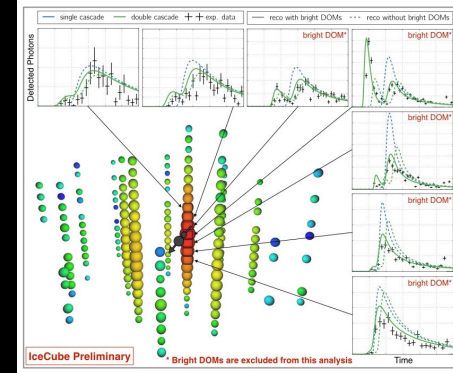 single cascade double cascade exp. data
reco with bright DOMs reco without bright DOMs
Detected Photons
bright DOM*
bright DOM*
bright DOM*
bright DOM*
bright DOM*
Time
IceCube Preliminary
* Bright DOMs are excluded from this analysis